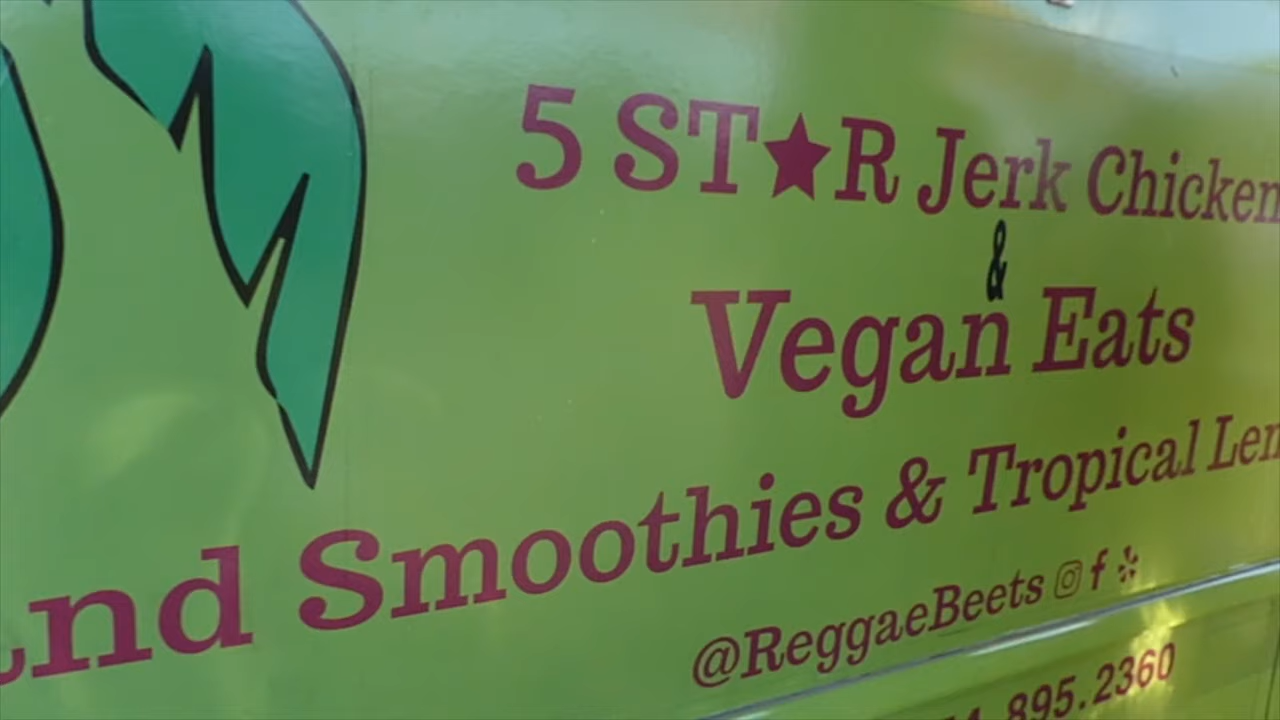 5 ST★R Jerk Chicken
&
Vegan Eats
Smoothies & Tropical
@ReggaeBeets
895.2360